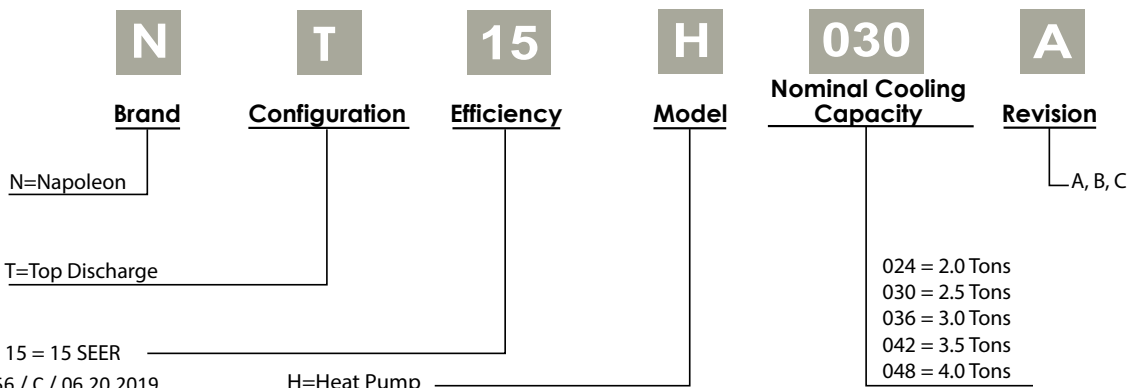 N T 15 H 030 A
Brand Configuration Efficiency Model Nominal Cooling Capacity Revision
N=Napoleon
A, B, C
T=Top Discharge
024 = 2.0 Tons
030 = 2.5 Tons
036 = 3.0 Tons
042 = 3.5 Tons
048 = 4.0 Tons
15 = 15 SEER
H=Heat Pump
6 / C / 06.20.2019